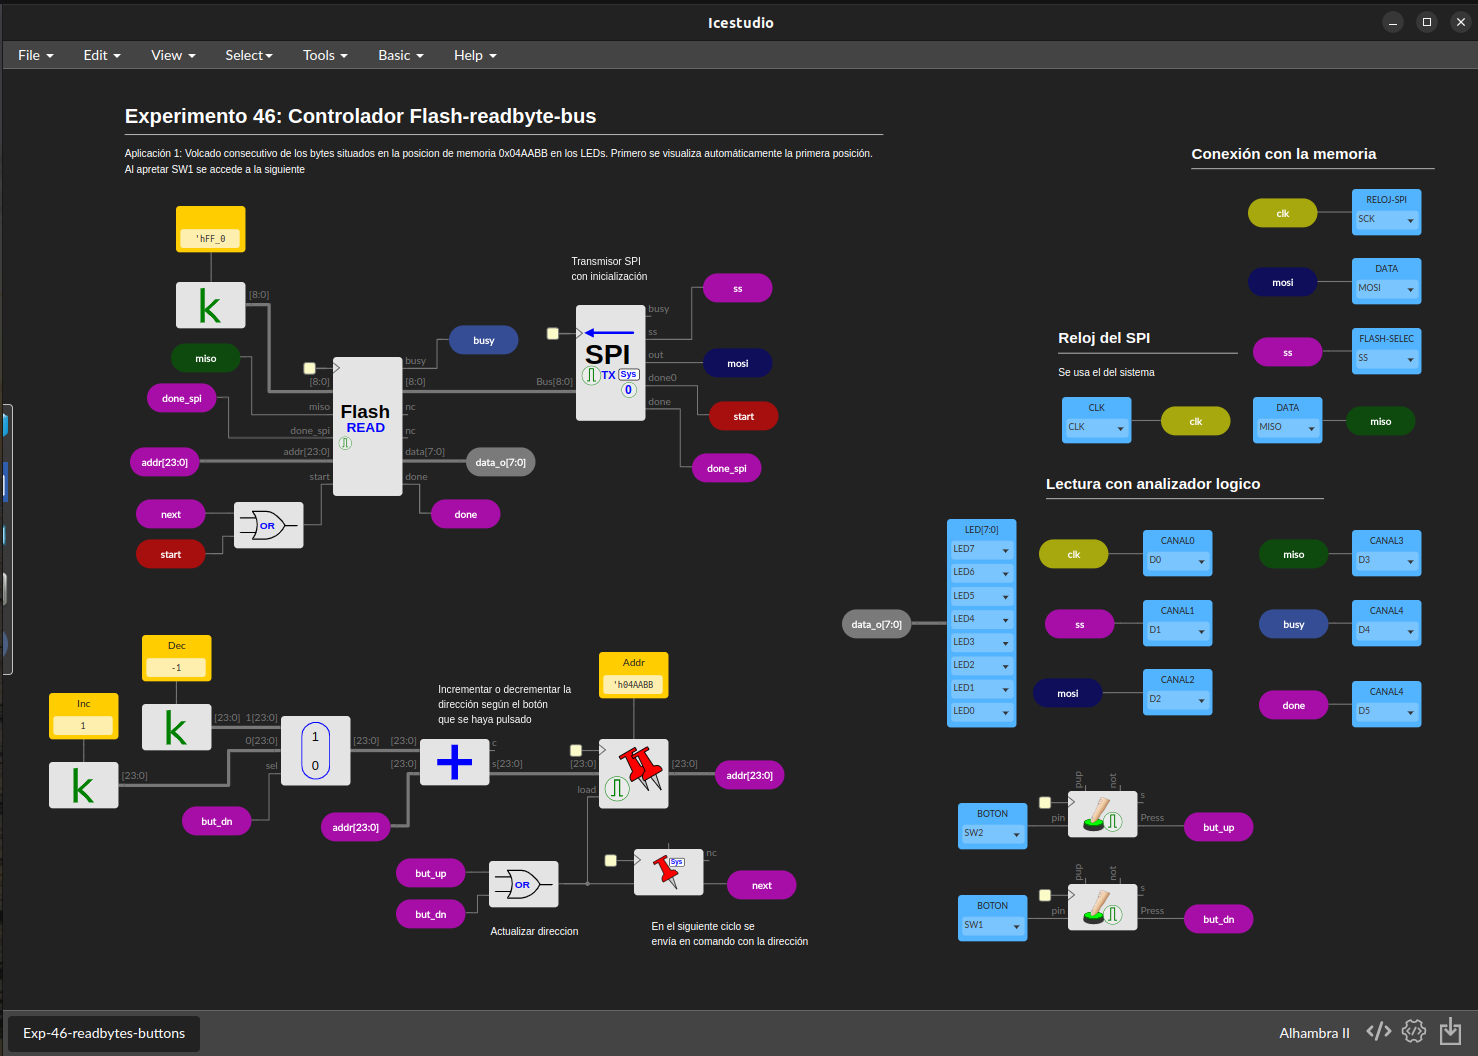 Icestudio
File
Edit
View
Select
Tools
Basic
Help
Experimento 46: Controlador Flash-readbyte-bus
Aplicación 1: Volcado consecutivo de los bytes situados en la posicion de memoria 0x04AABB en los LEDs. Primero se visualiza automáticamente la primera posición.
Al apretar SW1 se accede a la siguiente
'hFF_0
k
[8:0]
miso
done_spi
addr[23:0]
next
start
OR
busy
[8:0]
[8:0]
miso
nc
done_spi
nc
addr[23:0]
data[7:0]
start
done
Flash
READ
busy
data_o[7:0]
done
Transmisor SPI
con inicialización
Bus[8:0]
SPI
TX
Sys
0
busy
ss
out
done0
done
ss
mosi
start
done_spi
Conexión con la memoria
clk
RELOJ-SPI
SCK
mosi
DATA
MOSI
ss
FLASH-SELEC
SS
DATA
MISO
miso
Reloj del SPI
Se usa el del sistema
CLK
CLK
clk
Lectura con analizador logico
clk
CANAL0
D0
miso
CANAL3
D3
ss
CANAL1
D1
busy
CANAL4
D4
mosi
CANAL2
D2
done
CANAL4
D5
data_o[7:0]
LED[7:0]
LED7
LED6
LED5
LED4
LED3
LED2
LED1
LED0
Dec
-1
k
[23:0]
Inc
1
k
[23:0]
1[23:0]
0[23:0]
sel
1
0
[23:0]
but_dn
Incrementar o decrementar la
dirección según el botón
que se haya pulsado
[23:0]
[23:0]
c
s[23:0]
addr[23:0]
Addr
'h04AABB
[23:0]
load
[23:0]
addr[23:0]
but_up
but_dn
OR
Actualizar direccion
Sys
nc
next
En el siguiente ciclo se
envía en comando con la dirección
BOTON
SW2
pin
pup
not
s
Press
but_up
BOTON
SW1
pin
pup
not
s
Press
but_dn
Exp-46-readbytes-buttons
Alhambra II